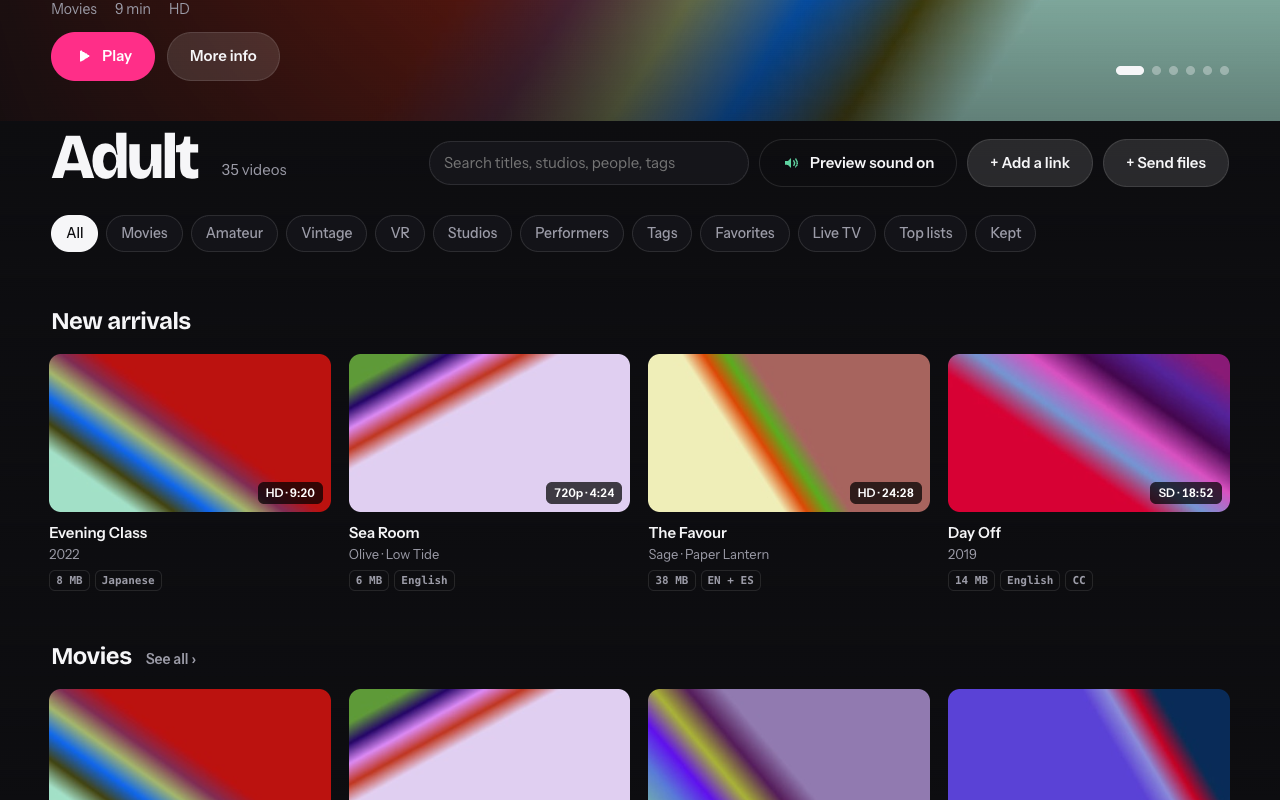 Movies 9 min HD
Play More info
Adult 35 videos
Search titles, studios, people, tags
Preview sound on
+ Add a link
+ Send files
All Movies Amateur Vintage VR Studios Performers Tags Favorites Live TV Top lists Kept
New arrivals
HD · 9:20
720p · 4:24
HD · 24:28
SD · 18:52
Evening Class
2022
8 MB Japanese
Sea Room
Olive · Low Tide
6 MB English
The Favour
Sage · Paper Lantern
38 MB EN + ES
Day Off
2019
14 MB English CC
Movies See all ›